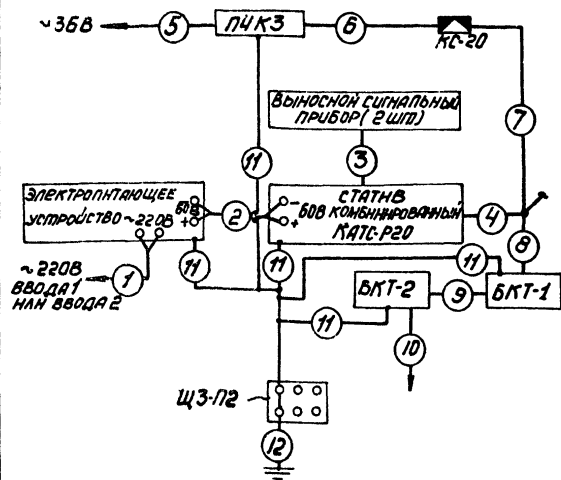 ~36В
5
ПЧКЗ
6
КС-20
7
ВЫНОСНОЙ СИГНАЛЬНЫЙ
ПРИБОР (2 ШТ)
3
11
ЭЛЕКТРОПИТАЮЩЕЕ
УСТРОЙСТВО ~220В
60В
+
2
-
+
СТАТИВ
60В КОМБИНИРОВАННЫЙ
КАТС-Р20
4
8
11
11
11
~220В
ВВОДА 1
ИЛИ ВВОДА 2
1
БКТ-2
9
БКТ-1
11
10
ЩЗ-П2
12